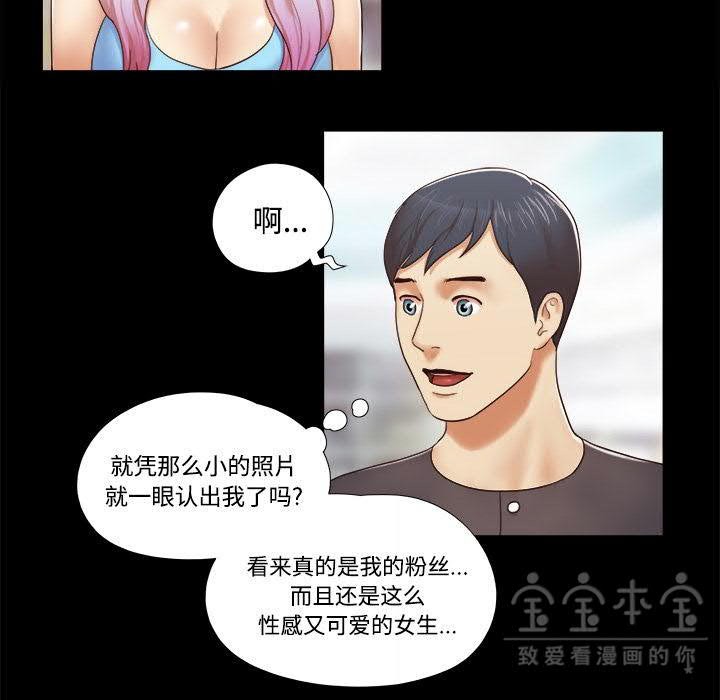 啊...
就凭那么小的照片
就一眼认出我了吗?
看来真的是我的粉丝...
而且还是这么
性感又可爱的女生...
宝宝本宝
致爱看漫画的你